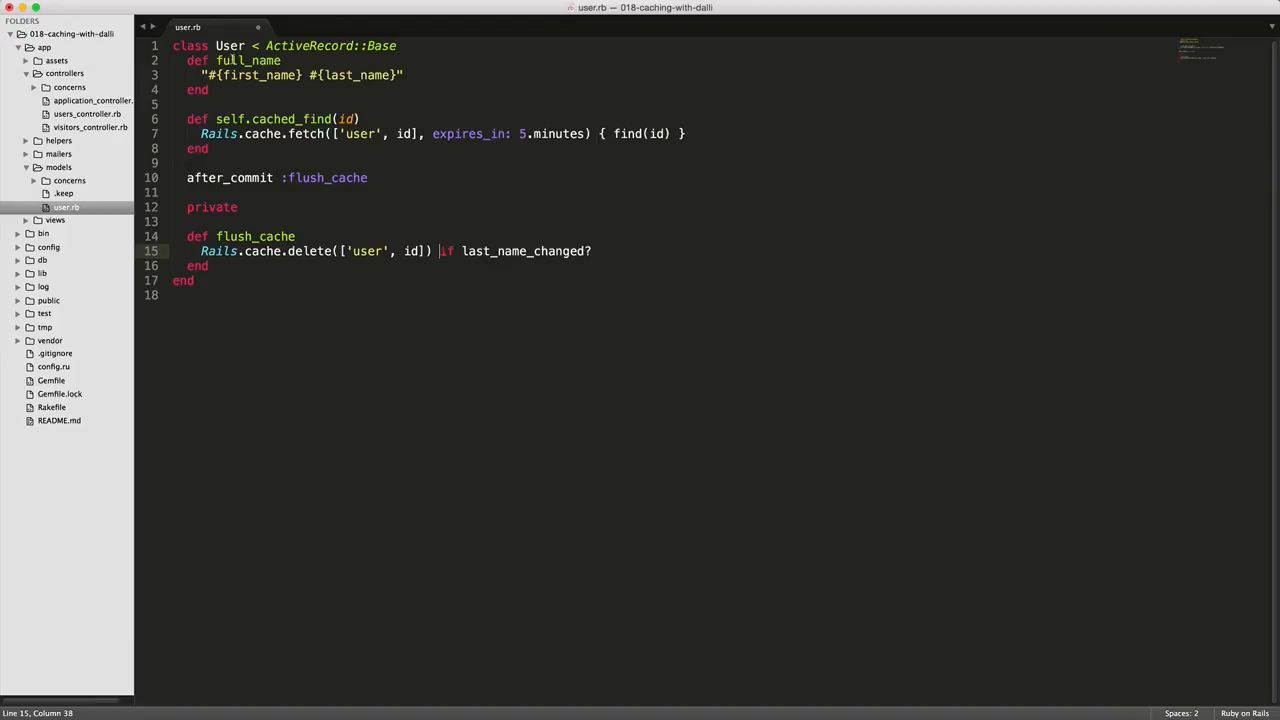 user.rb — 018-caching-with-dalli
FOLDERS
018-caching-with-dalli
app
assets
controllers
concerns
application_controller.
users_controller.rb
visitors_controller.rb
helpers
mailers
models
concerns
.keep
user.rb
views
bin
config
db
lib
log
public
test
tmp
vendor
.gitignore
config.ru
Gemfile
Gemfile.lock
Rakefile
README.md
user.rb
1 class User < ActiveRecord::Base
2 def full_name
3 "#{first_name} #{last_name}"
4 end
5
6 def self.cached_find(id)
7 Rails.cache.fetch(['user', id], expires_in: 5.minutes) { find(id) }
8 end
9
10 after_commit :flush_cache
11
12 private
13
14 def flush_cache
15 Rails.cache.delete(['user', id]) if last_name_changed?
16 end
17 end
18
Line 15, Column 38
Spaces: 2
Ruby on Rails